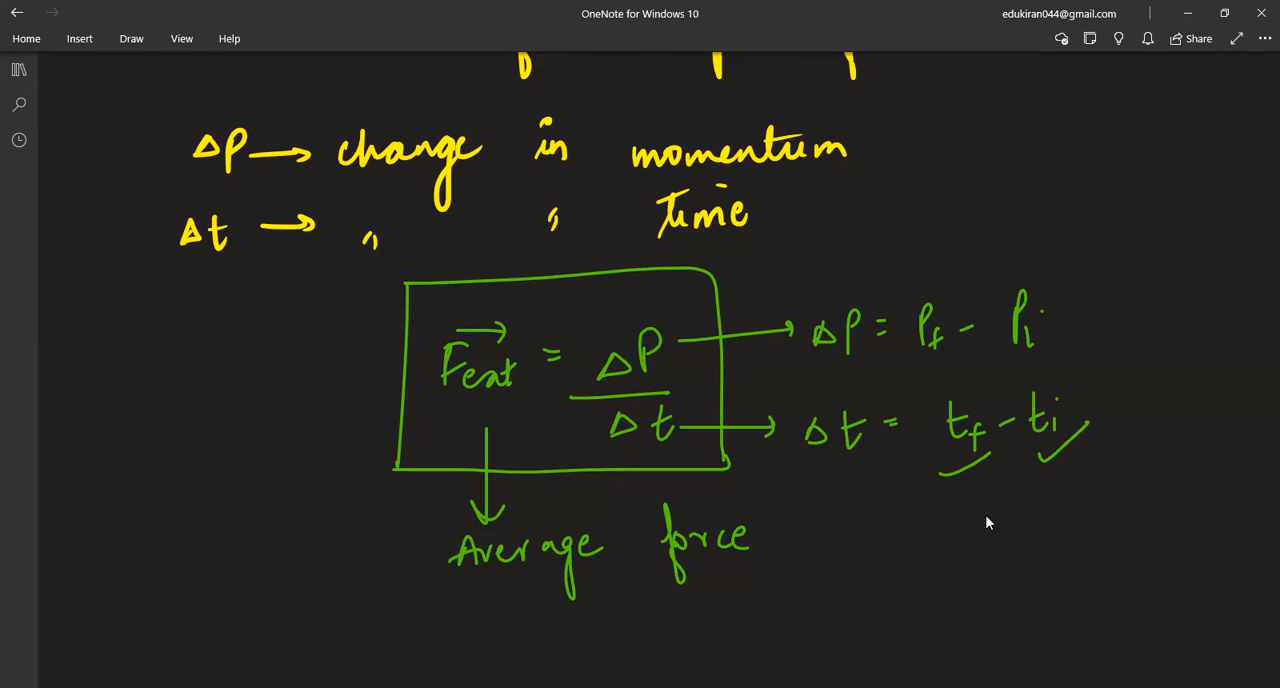 OneNote for Windows 10
edukiran044@gmail.com
Home Insert Draw View Help
Share
ΔP → change in momentum
Δt → " " time
F⃗ext = ΔP/Δt
ΔP = Pf - Pi
Δt = tf - ti
Average force